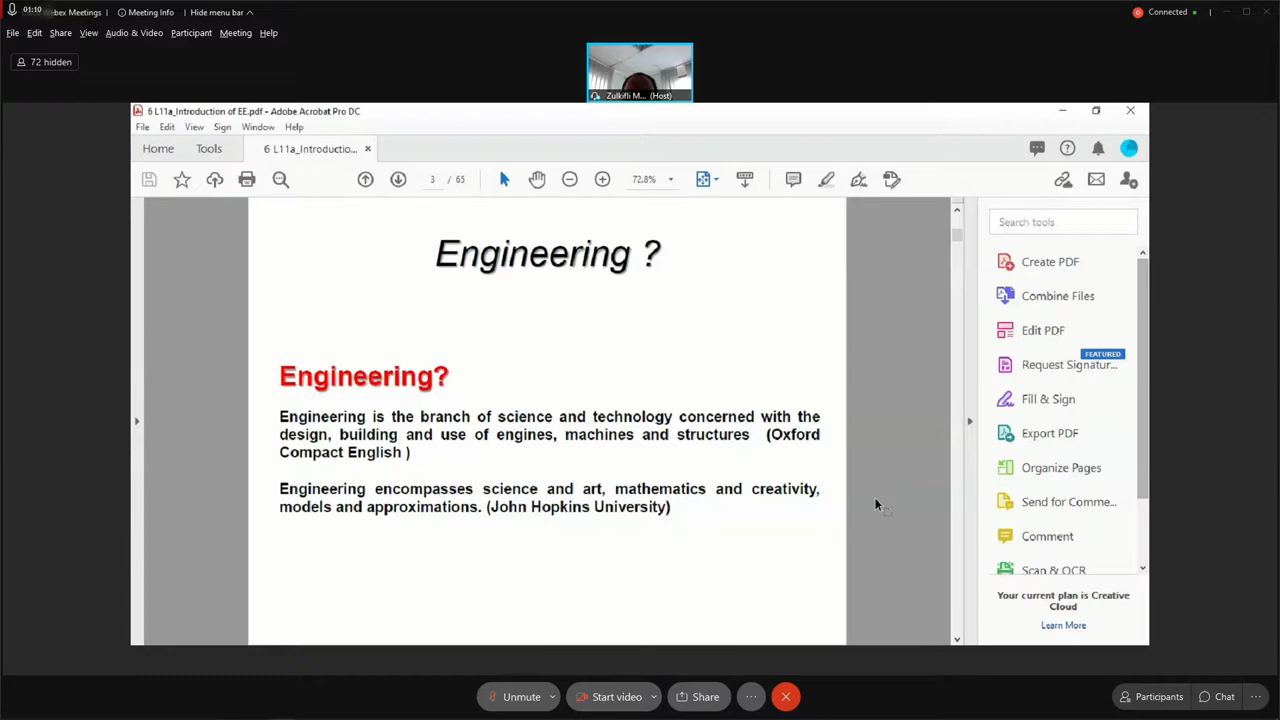 01:10
Webex Meetings
Meeting Info
Hide menu bar
Connected
File Edit Share View Audio & Video Participant Meeting Help
72 hidden
Zulkifli M... (Host)
6 L11a_Introduction of EE.pdf - Adobe Acrobat Pro DC
File Edit View Sign Window Help
Home Tools 6 L11a_Introductio... ×
3 / 65 72.8%
Engineering ?
Engineering?
Engineering is the branch of science and technology concerned with the
design, building and use of engines, machines and structures (Oxford
Compact English )
Engineering encompasses science and art, mathematics and creativity,
models and approximations. (John Hopkins University)
Search tools
Create PDF
Combine Files
Edit PDF
FEATURED
Request Signatur...
Fill & Sign
Export PDF
Organize Pages
Send for Comme...
Comment
Scan & OCR
Your current plan is Creative
Cloud
Learn More
Unmute Start video Share
Participants Chat